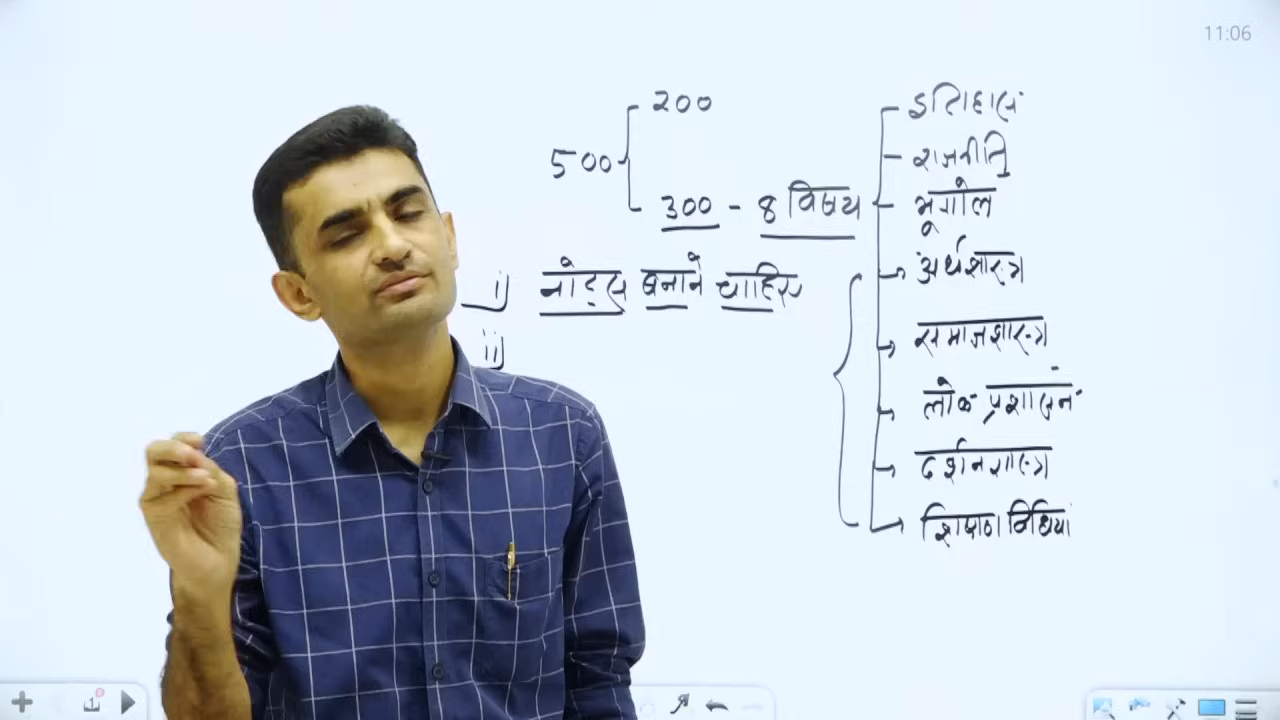 11:06
200
500
300 - 8 विषय
i) नोट्स बनाने चाहिए
ii)
इतिहास
राजनीति
भूगोल
अर्थशास्त्र
समाजशास्त्र
लोक प्रशासन
दर्शनशास्त्र
शिक्षण विधियां